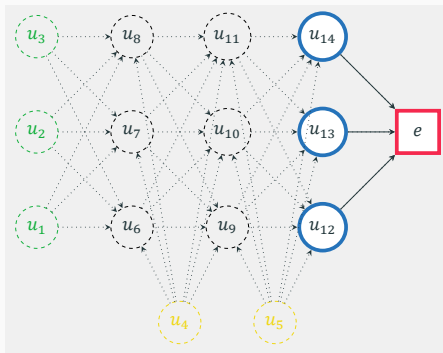 u₃ u₈ u₁₁ u₁₄
u₂ u₇ u₁₀ u₁₃ e
u₁ u₆ u₉ u₁₂
u₄ u₅